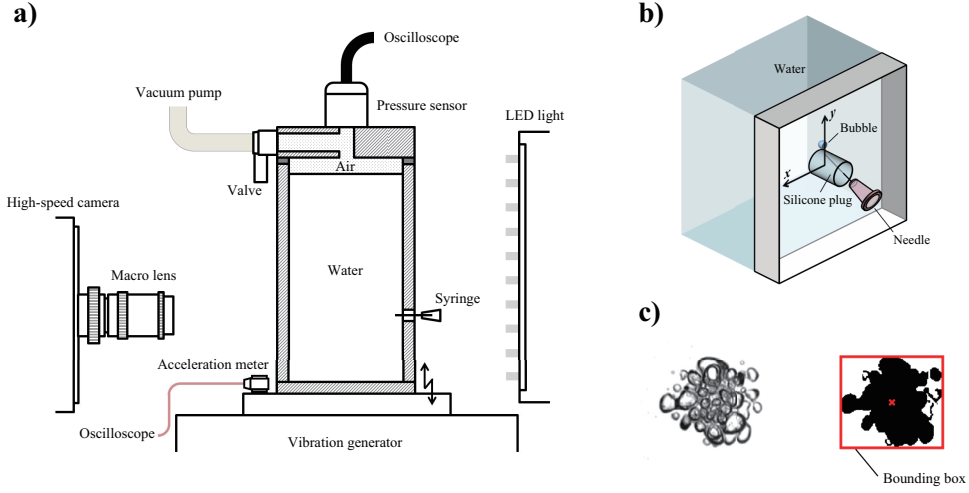 a)
Oscilloscope
Vacuum pump
Pressure sensor
LED light
Air
Valve
High-speed camera
Macro lens
Water
Syringe
Acceleration meter
Oscilloscope
Vibration generator
b)
Water
y
Bubble
x
Silicone plug
Needle
c)
Bounding box